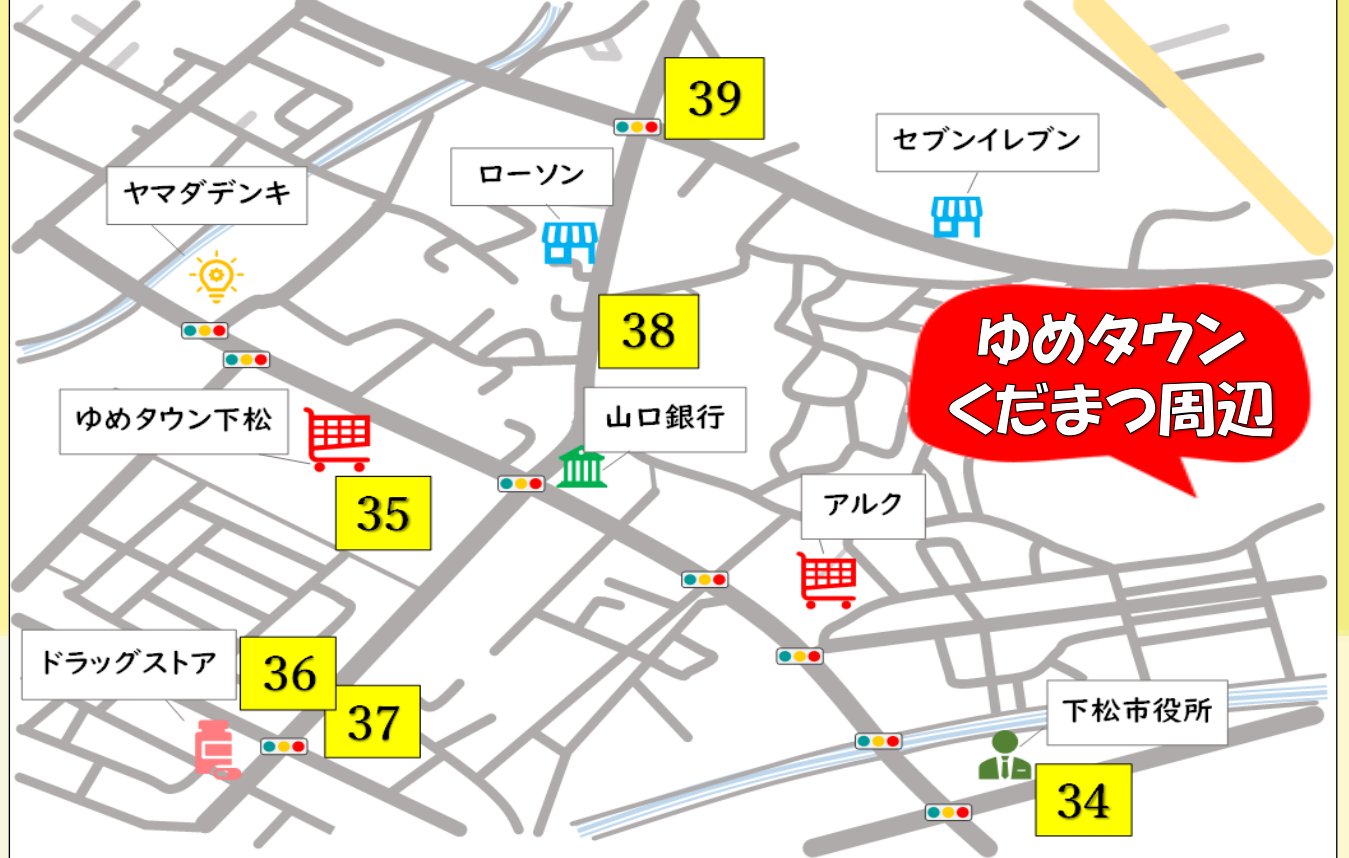 39
セブンイレブン
ローソン
ヤマダデンキ
38
ゆめタウン
くだまつ周辺
ゆめタウン下松
山口銀行
アルク
35
ドラッグストア
36
37
下松市役所
34